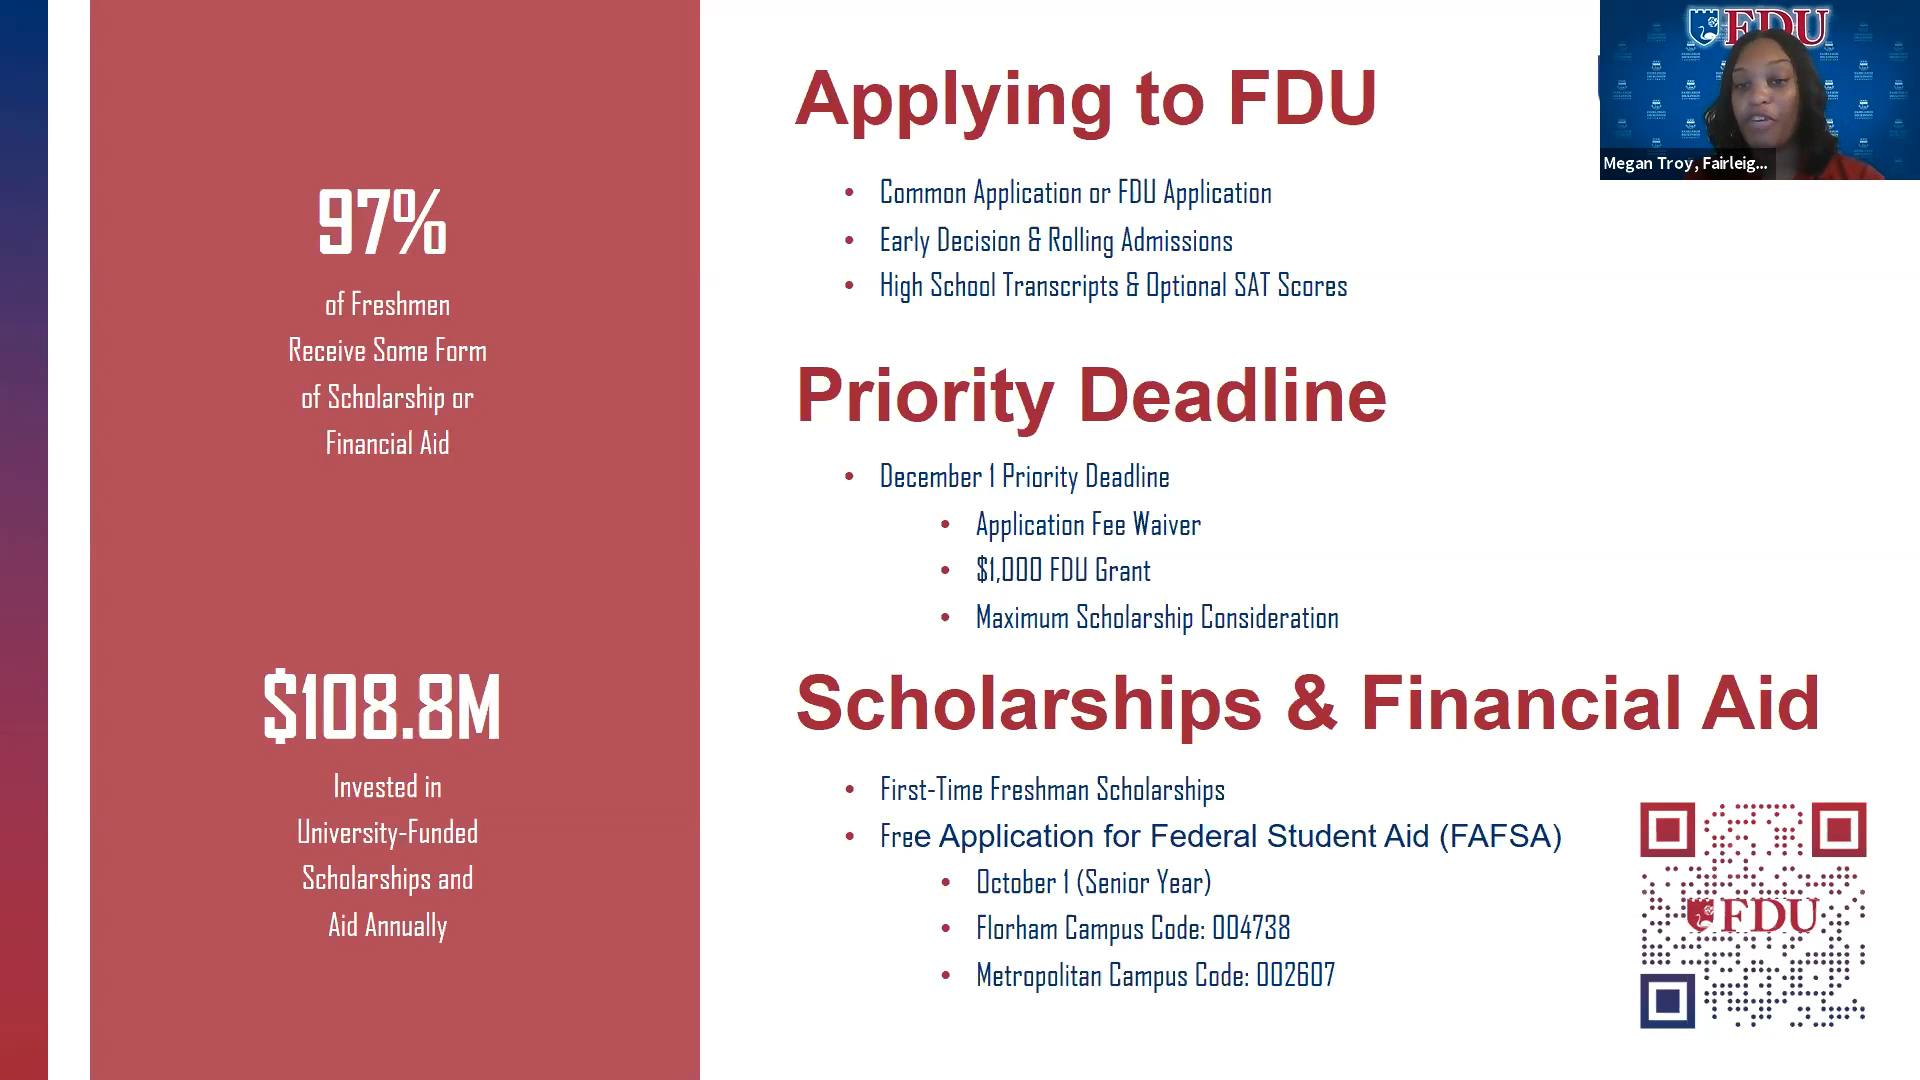 97%
of Freshmen
Receive Some Form
of Scholarship or
Financial Aid
$108.8M
Invested in
University-Funded
Scholarships and
Aid Annually
Applying to FDU
• Common Application or FDU Application
• Early Decision & Rolling Admissions
• High School Transcripts & Optional SAT Scores
Priority Deadline
• December 1 Priority Deadline
• Application Fee Waiver
• $1,000 FDU Grant
• Maximum Scholarship Consideration
Scholarships & Financial Aid
• First-Time Freshman Scholarships
• Free Application for Federal Student Aid (FAFSA)
• October 1 (Senior Year)
• Florham Campus Code: 004738
• Metropolitan Campus Code: 002607
FDU
FDU
Megan Troy, Fairleig...